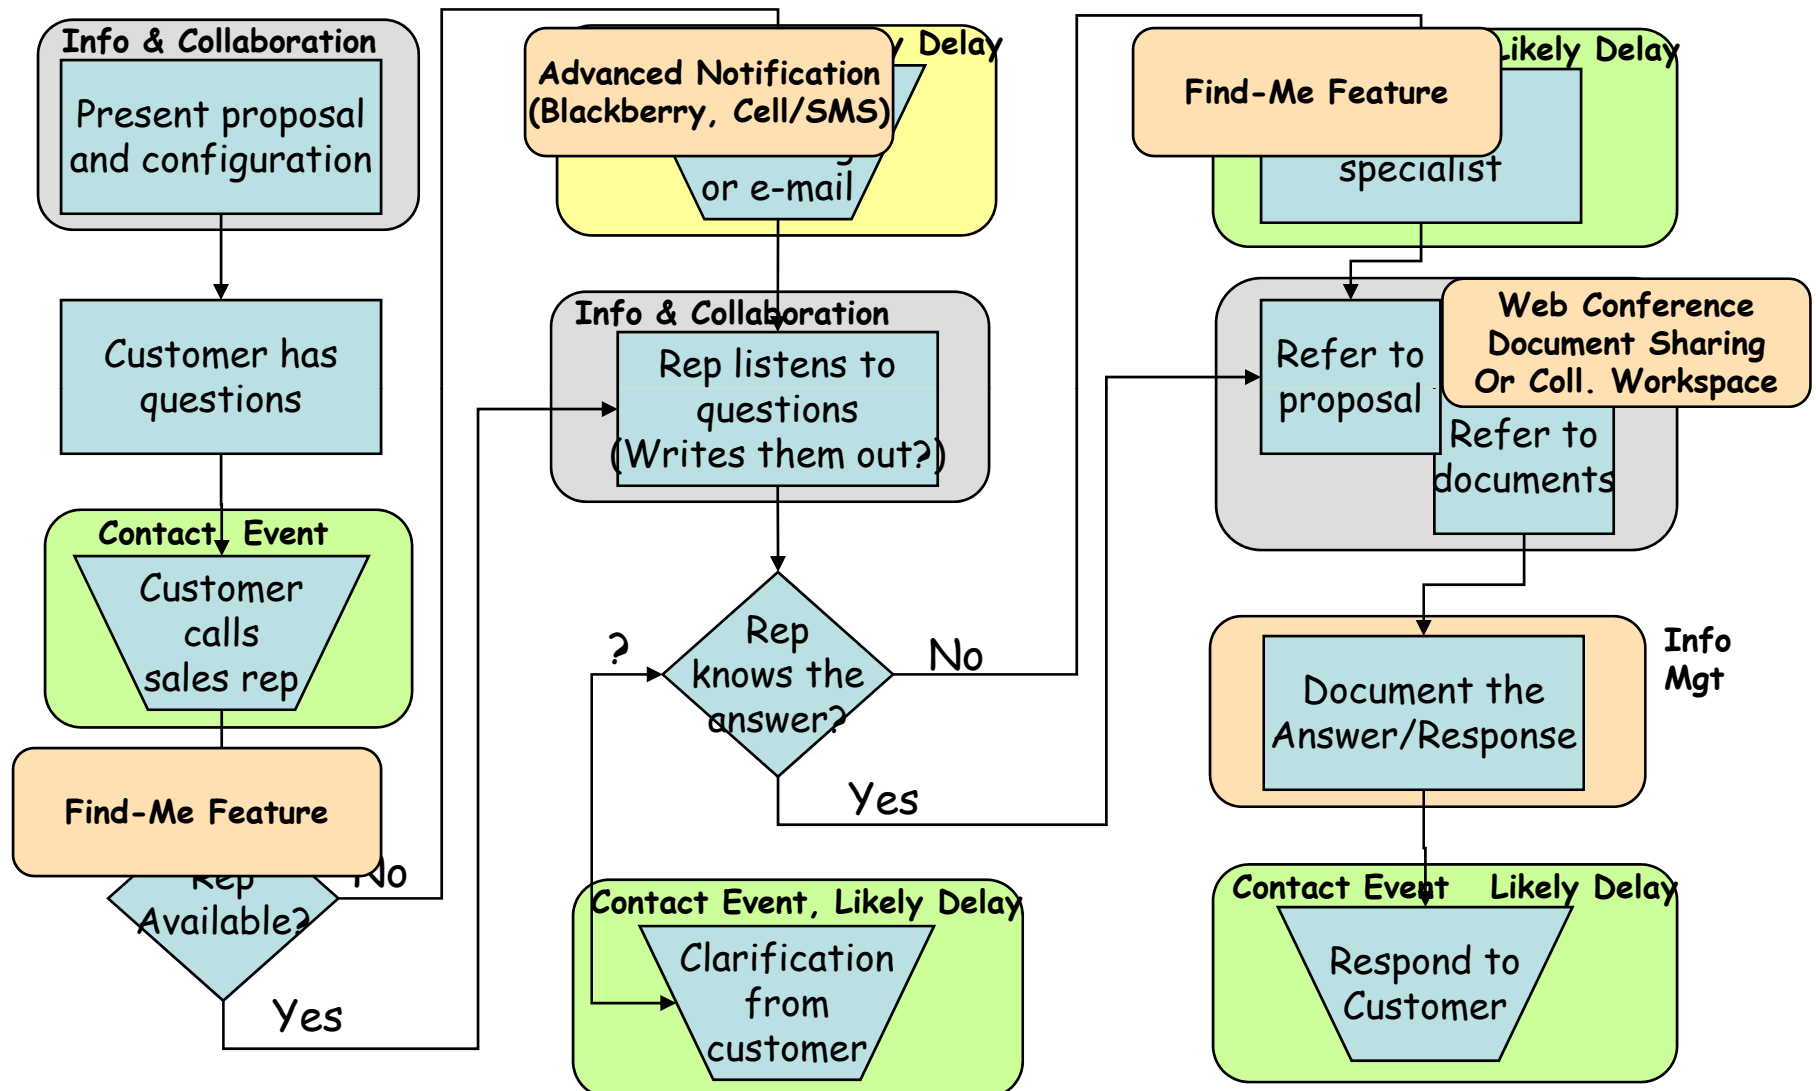 Info & Collaboration
Present proposal
and configuration
Customer has
questions
Contact Event
Customer
calls
sales rep
Find-Me Feature
Rep
Available?
No
Yes
Delay
Advanced Notification
(Blackberry, Cell/SMS)
or e-mail
Info & Collaboration
Rep listens to
questions
(Writes them out?)
Rep
knows the
answer?
?
No
Yes
Contact Event, Likely Delay
Clarification
from
customer
Likely Delay
Find-Me Feature
specialist
Web Conference
Document Sharing
Or Coll. Workspace
Refer to
proposal
Refer to
documents
Info
Mgt
Document the
Answer/Response
Contact Event Likely Delay
Respond to
Customer